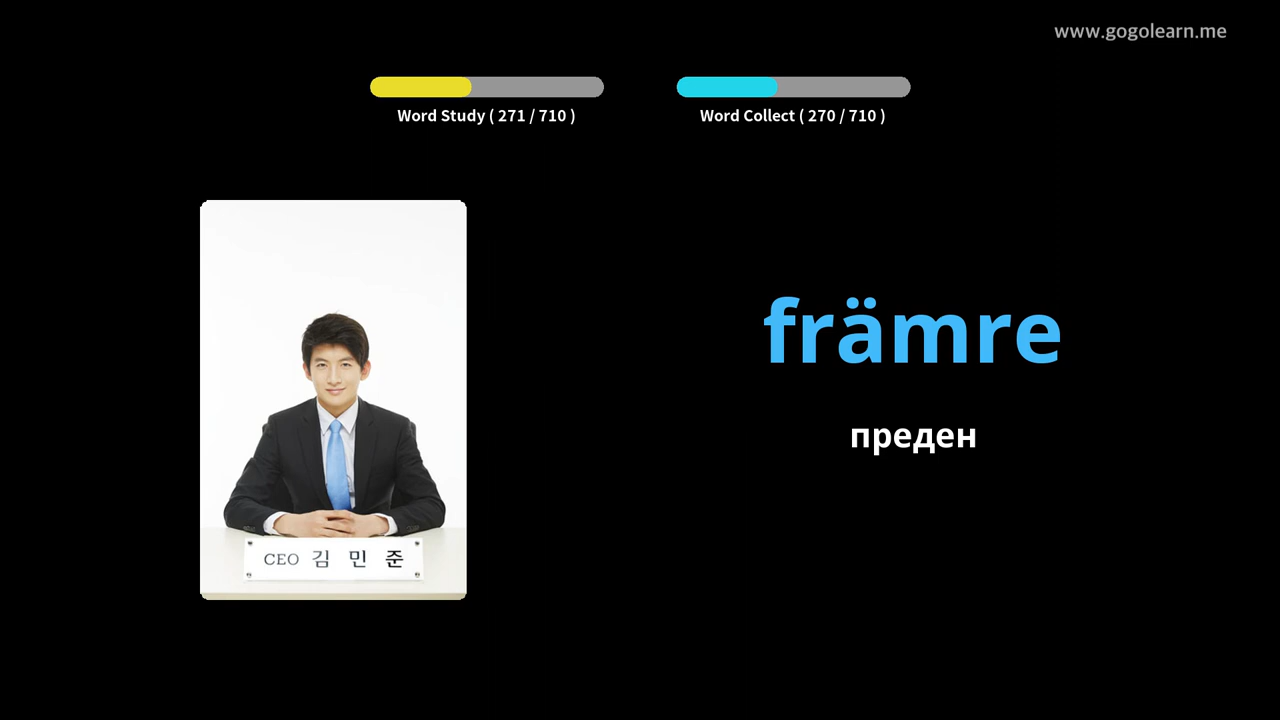 www.gogolearn.me
Word Study ( 271 / 710 )
Word Collect ( 270 / 710 )
främre
преден
CEO 김 민 준